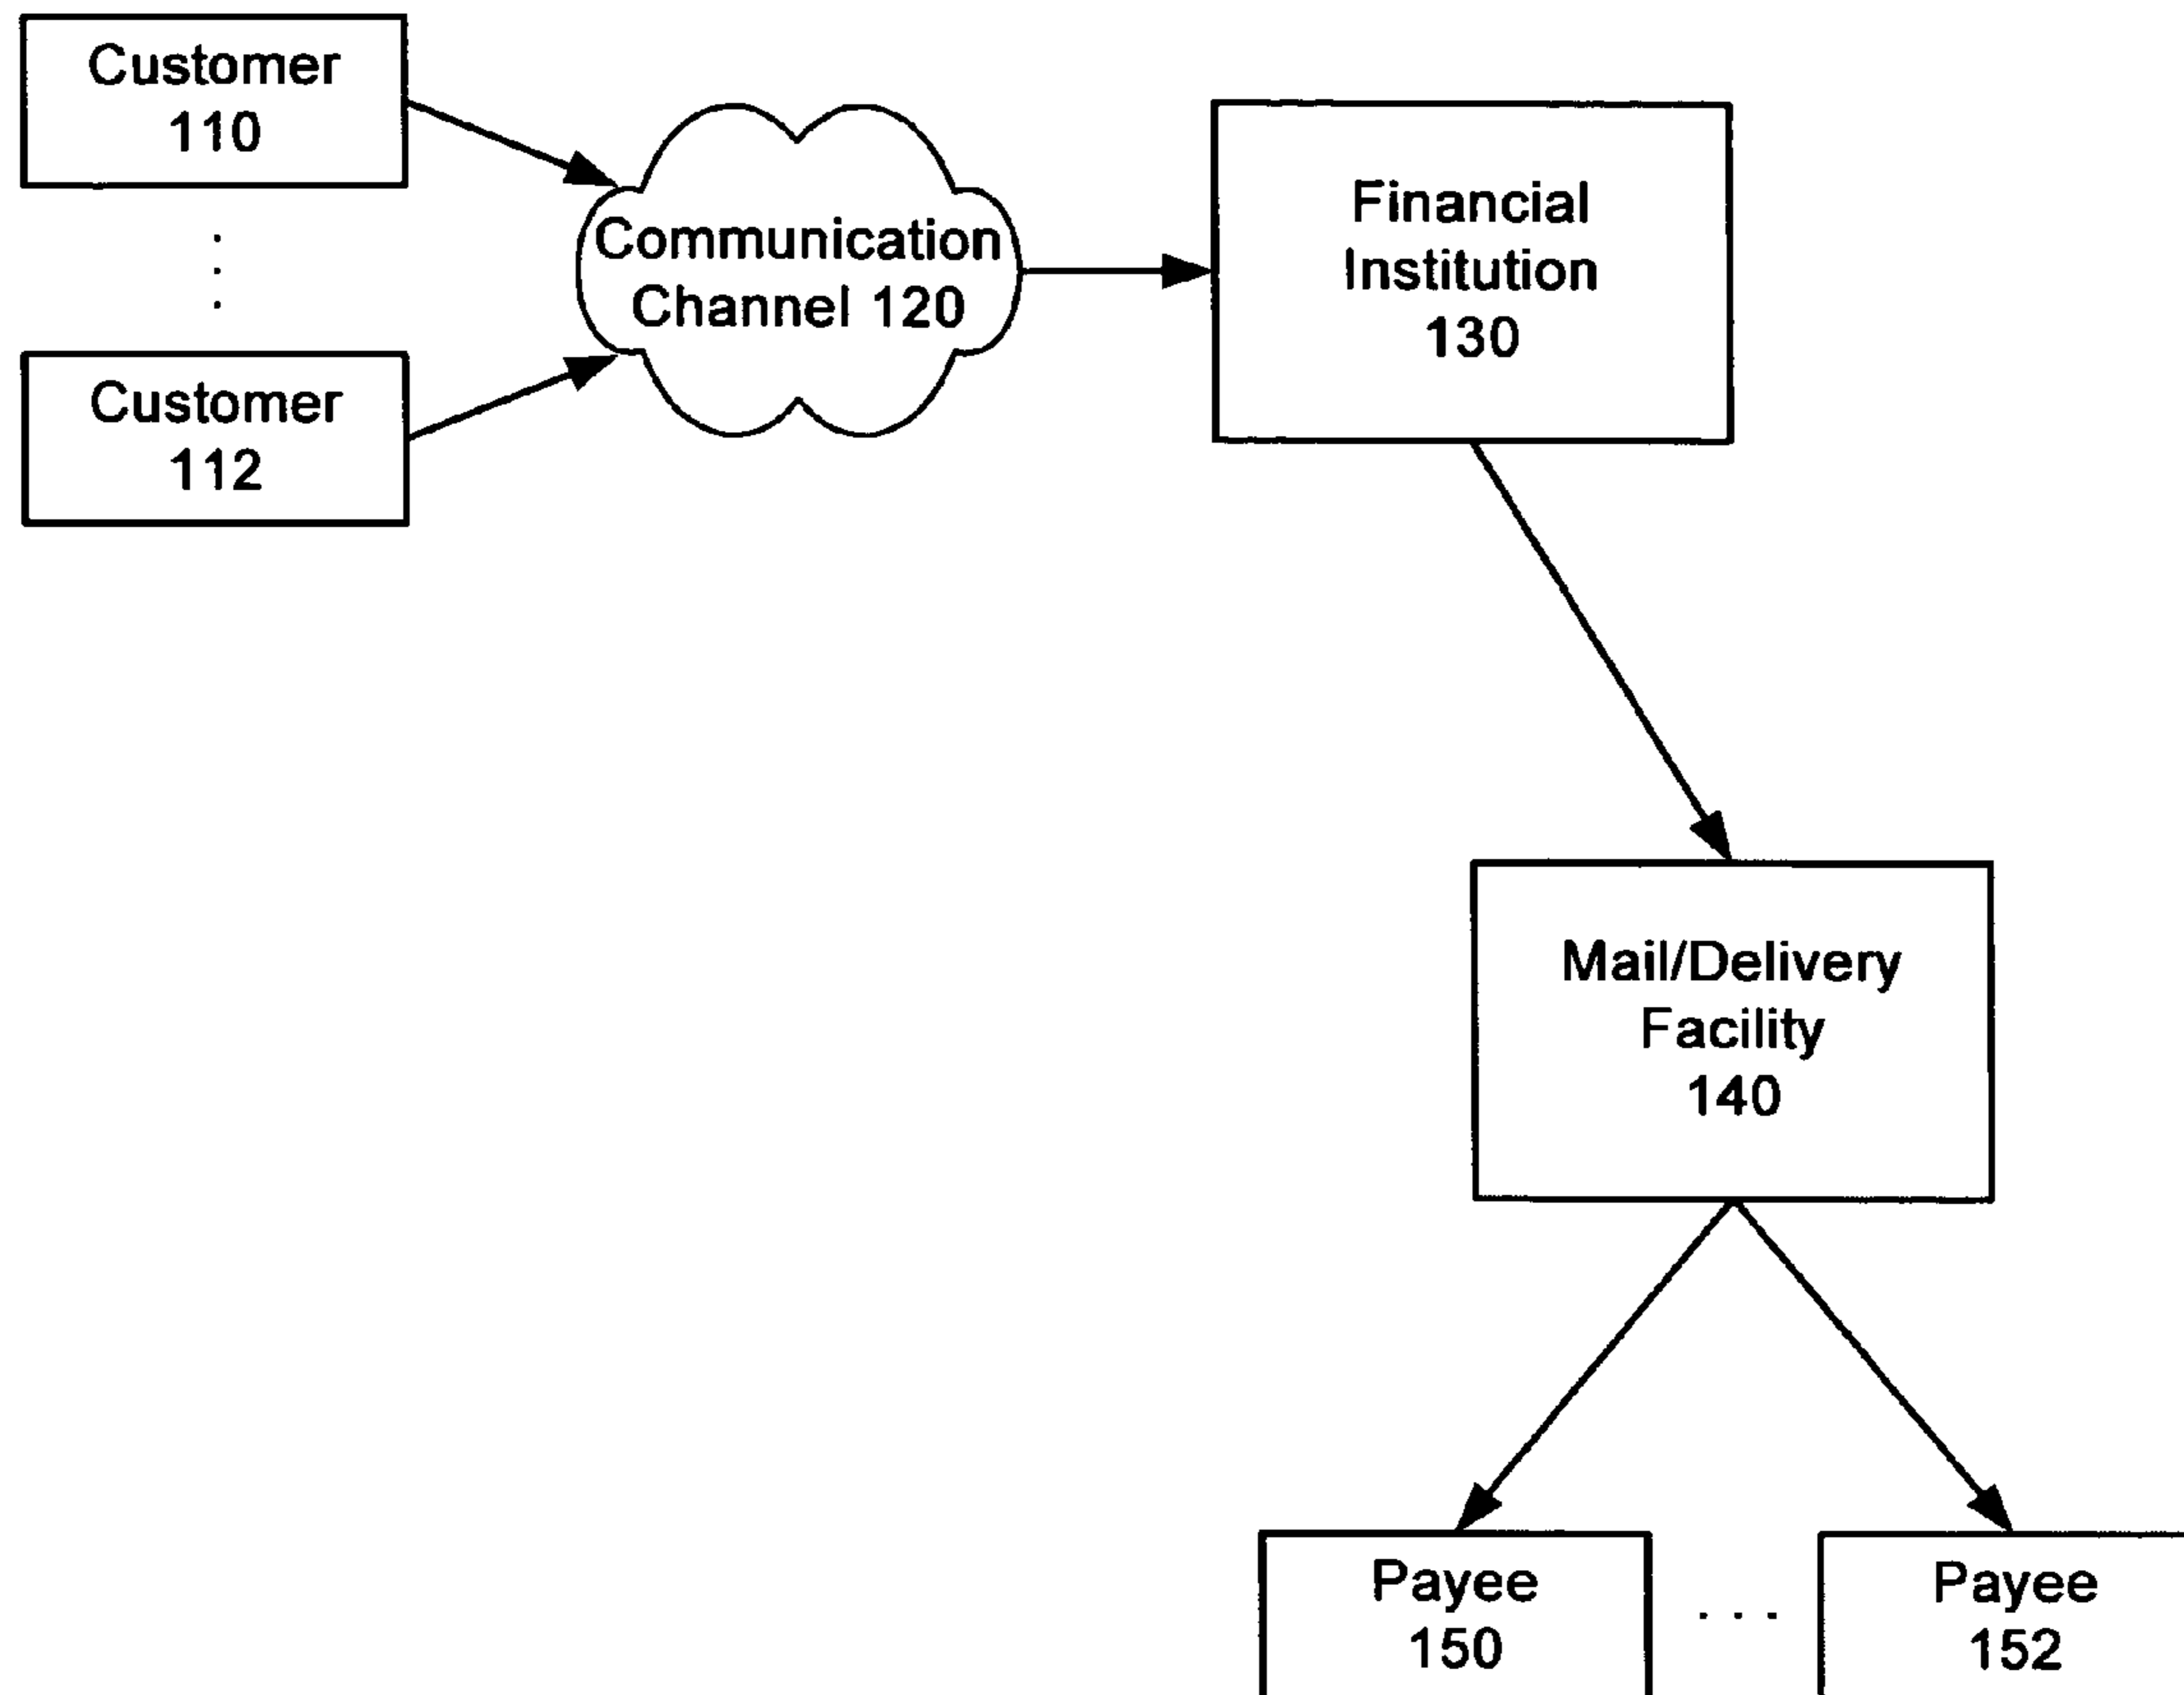 Customer
110
Communication
Channel 120
Financial
Institution
130
Customer
112
Mail/Delivery
Facility
140
Payee
150
. . .
Payee
152